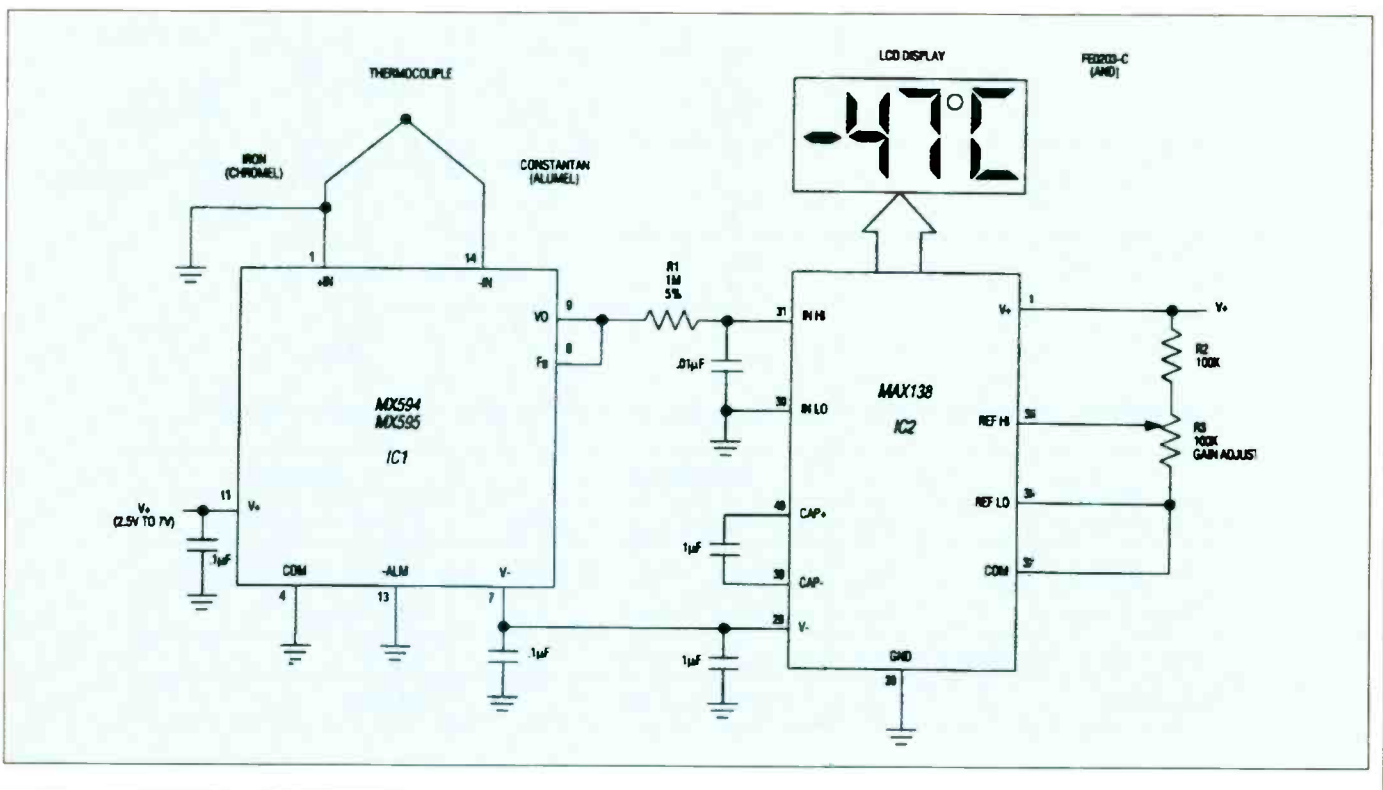 LCD DISPLAY
FE0203-C
(AND)
THERMOCOUPLE
-47°C
IRON
(CHROMEL)
CONSTANTAN
(ALUMEL)
1
14
+IN
-IN
R1
1M
5%
9
VO
8
FB
31
IN HI
V+
1
V+
.01µF
R2
100K
MX594
MX595
IC1
30
IN LO
MAX138
IC2
REF HI
36
R3
100K
GAIN ADJUST
11
V+
V+
(2.5V TO 7V)
.1µF
CAP+
REF LO
1µF
CAP-
COM
COM
-ALM
V-
4
13
7
V-
.1µF
1µF
GND